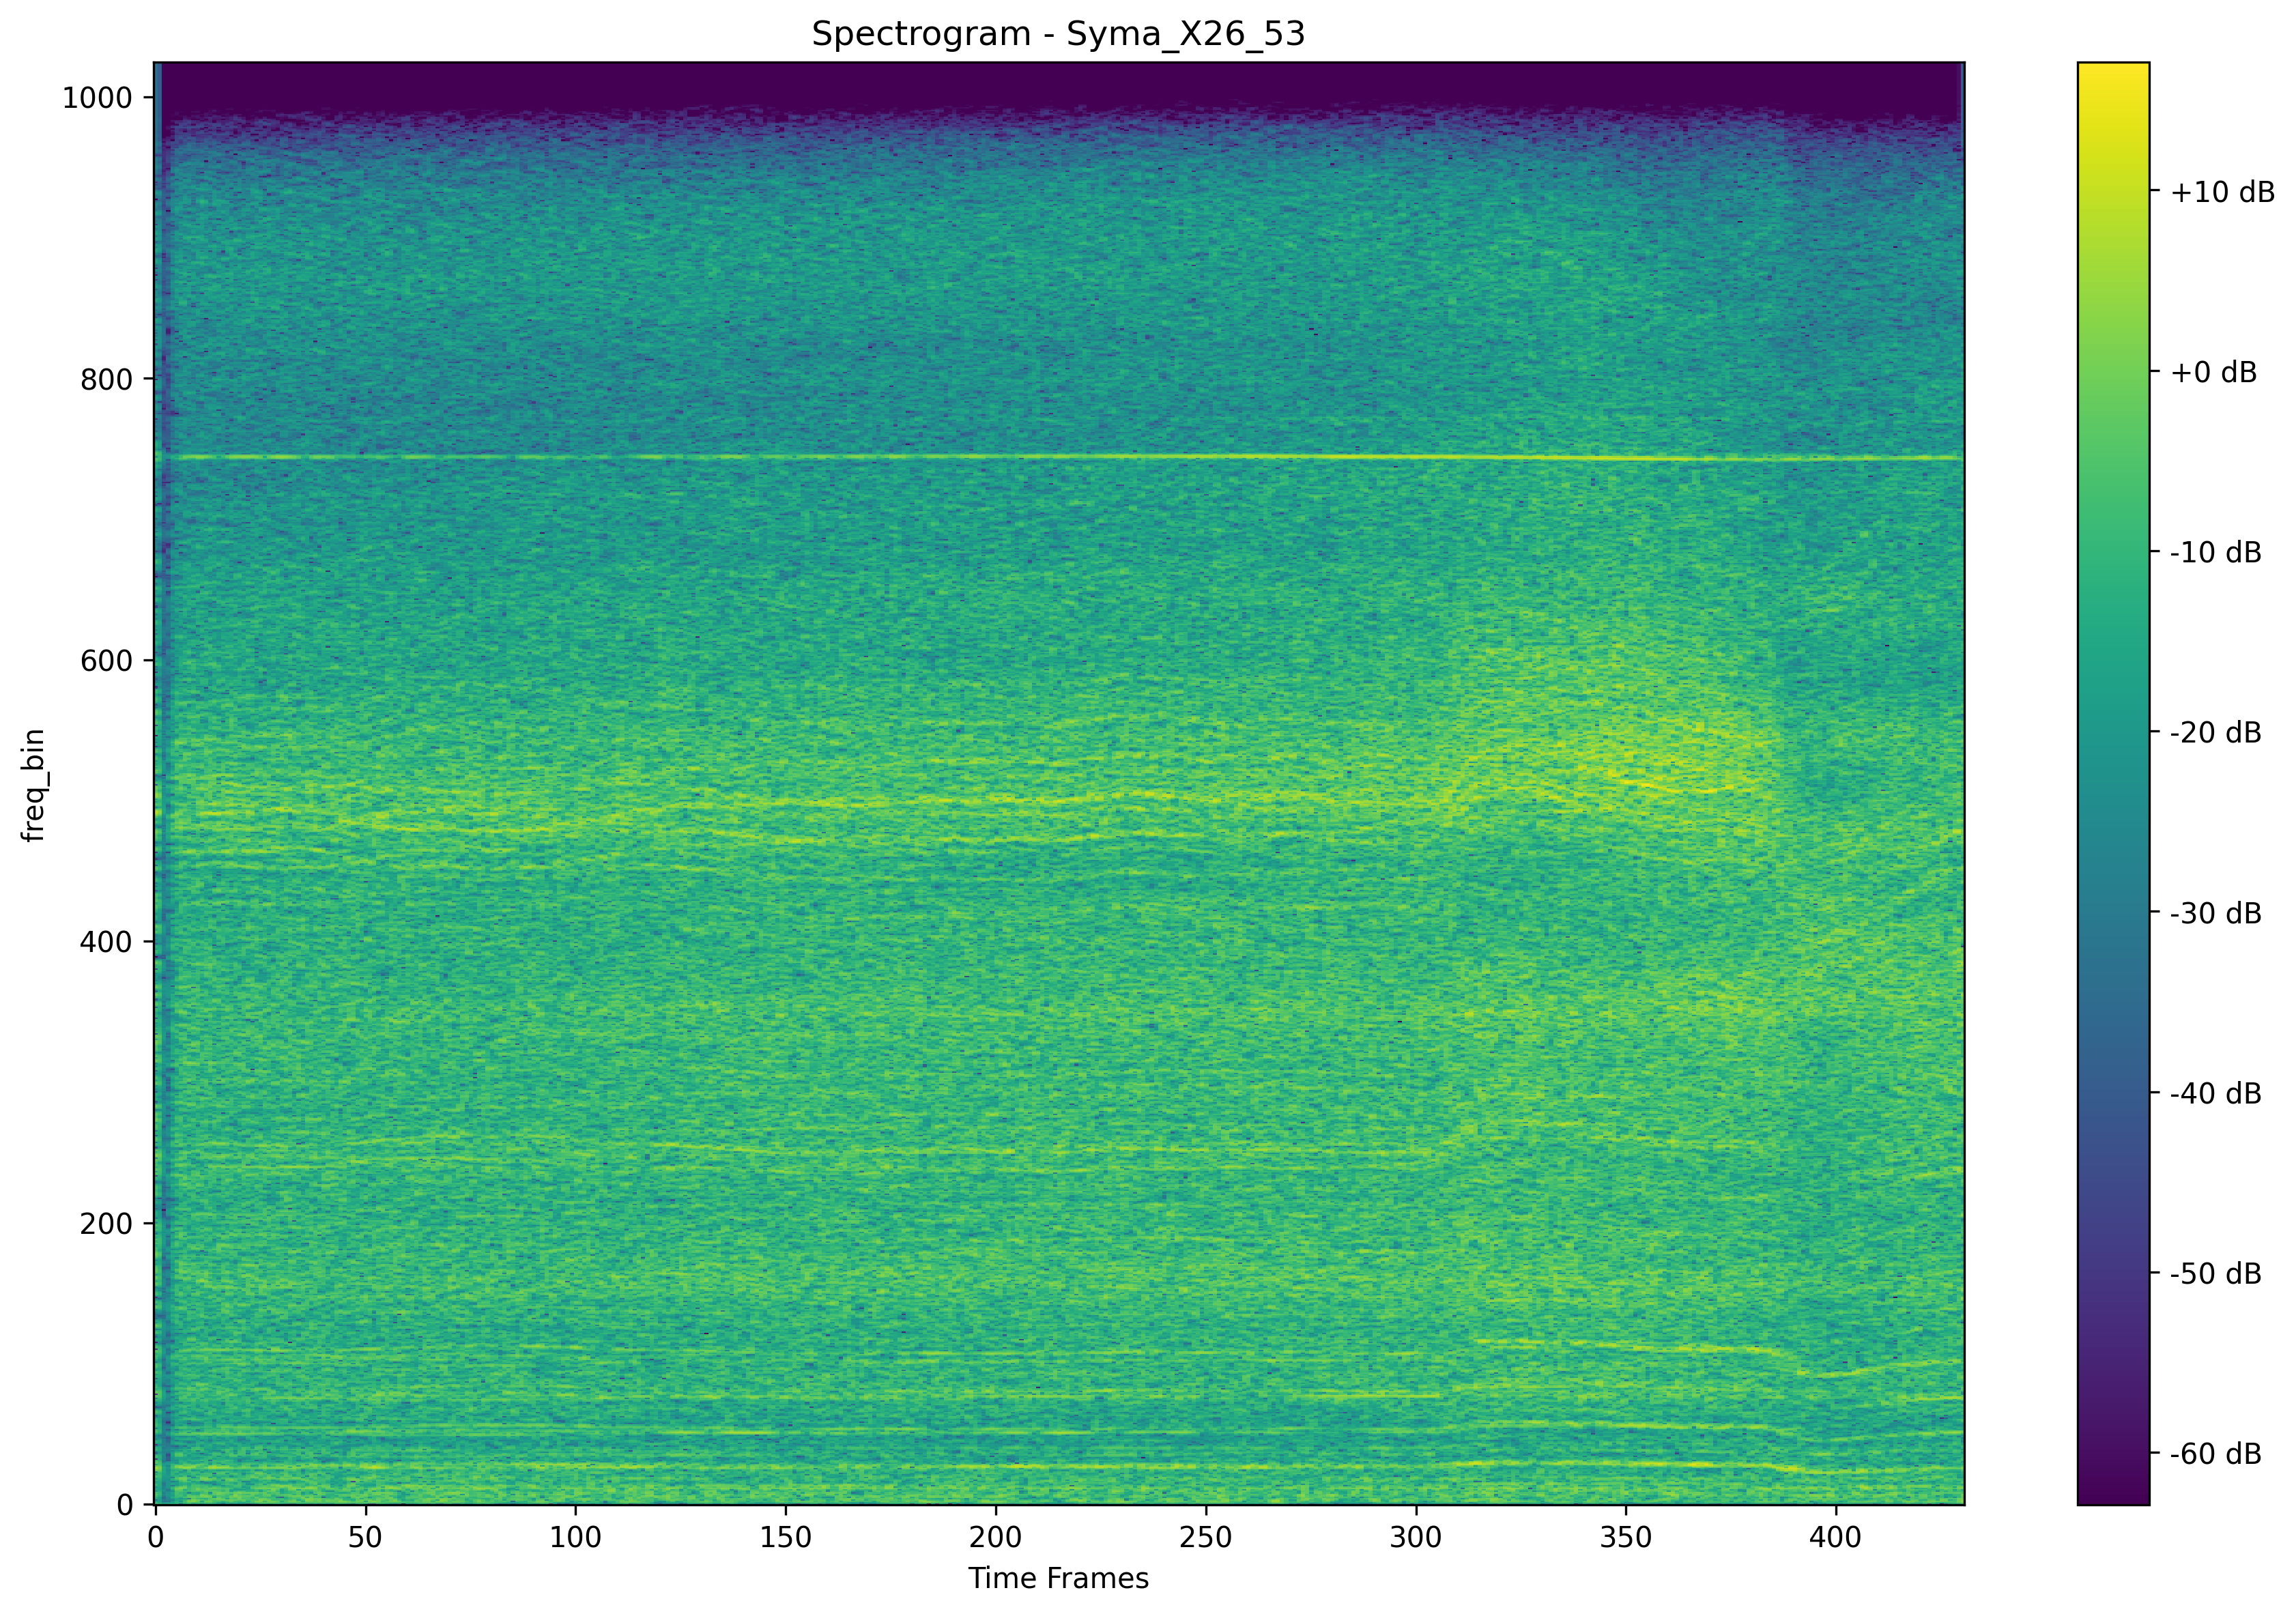 Spectrogram - Syma_X26_53
1000
800
600
400
200
0
freq_bin
0 50 100 150 200 250 300 350 400
Time Frames
+10 dB
+0 dB
-10 dB
-20 dB
-30 dB
-40 dB
-50 dB
-60 dB